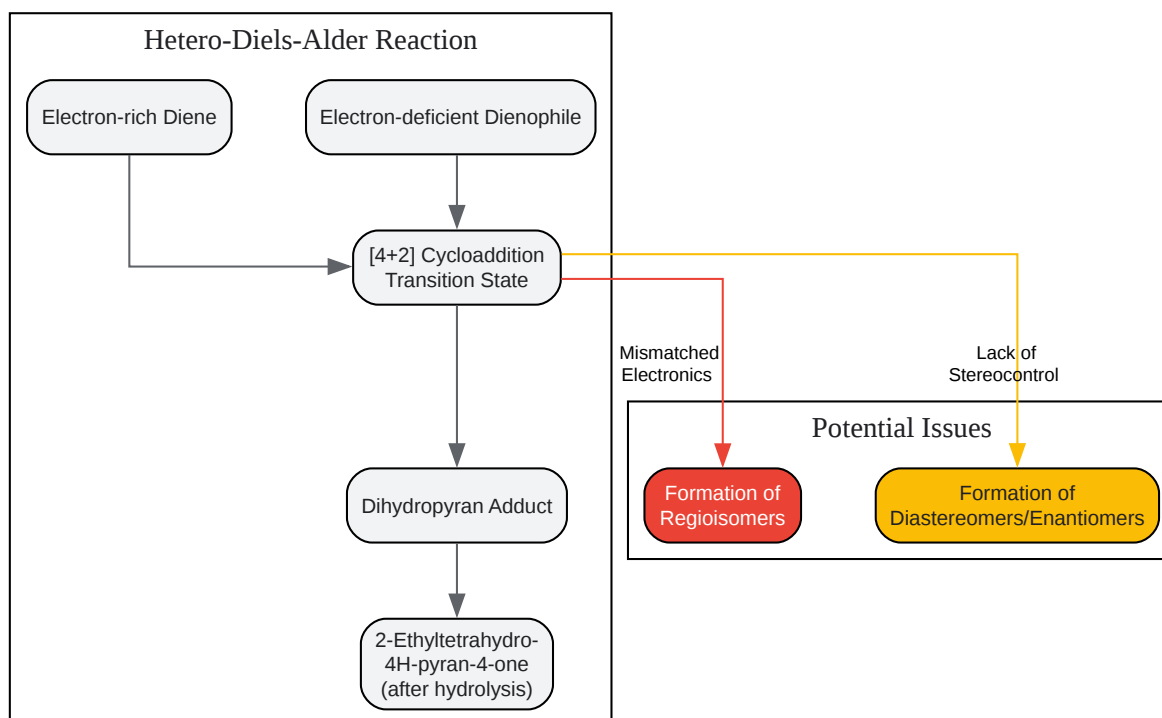 Hetero-Diels-Alder Reaction
Electron-rich Diene
Electron-deficient Dienophile
[4+2] Cycloaddition
Transition State
Mismatched
Electronics
Lack of
Stereocontrol
Potential Issues
Formation of
Regioisomers
Formation of
Diastereomers/Enantiomers
Dihydropyran Adduct
2-Ethyltetrahydro-
4H-pyran-4-one
(after hydrolysis)